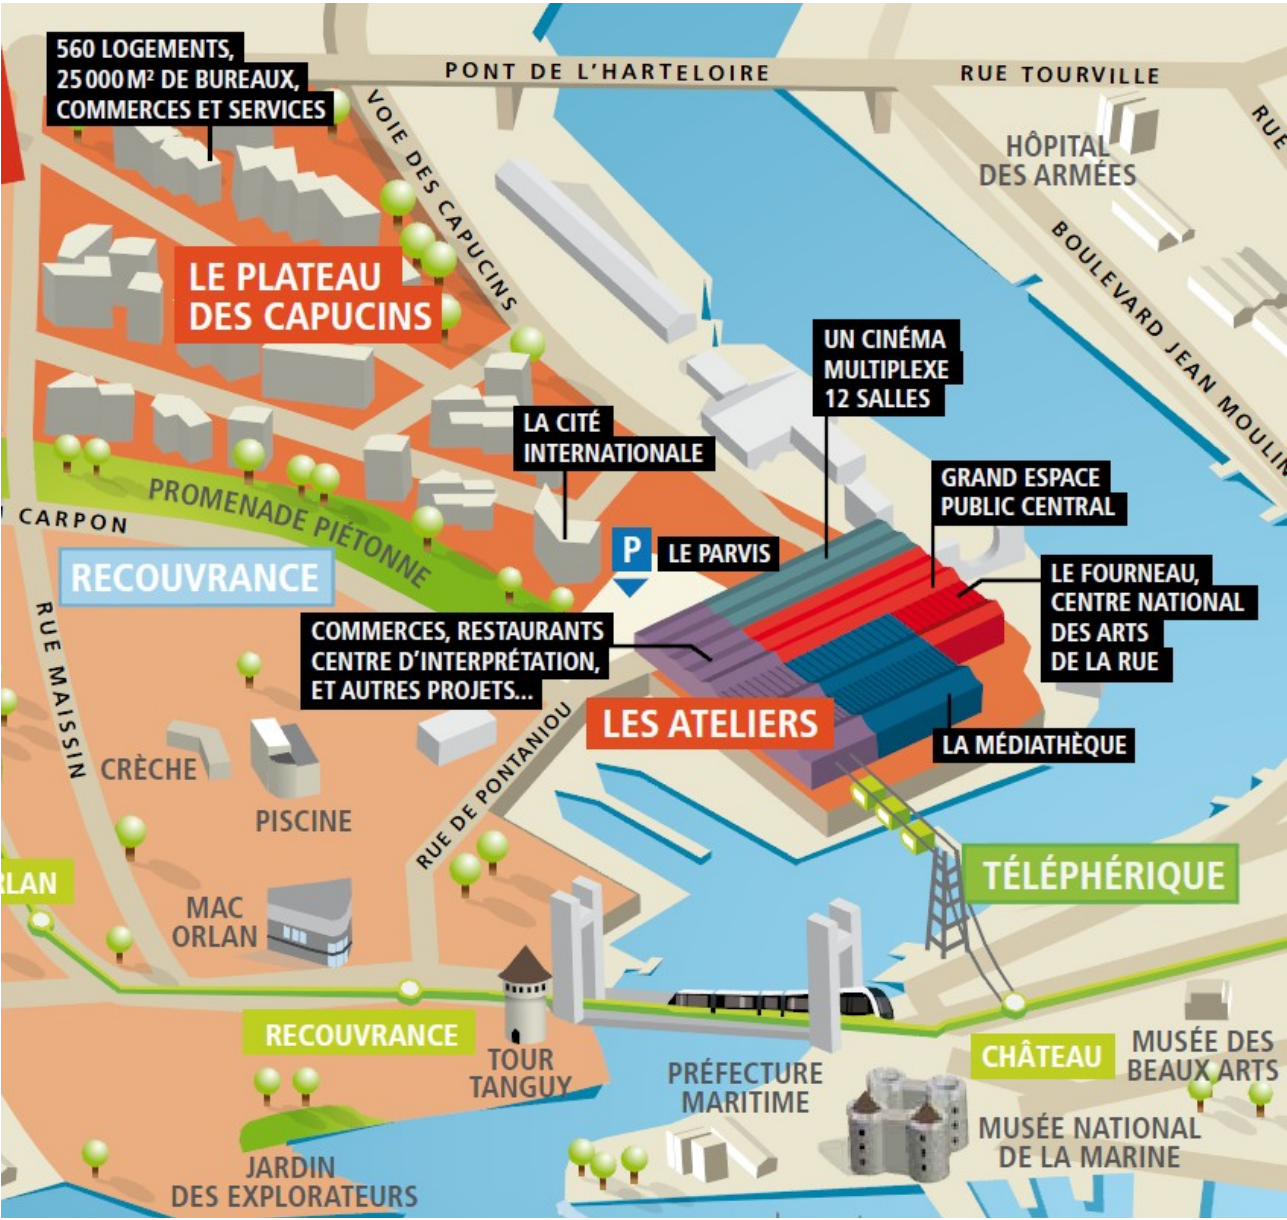 560 LOGEMENTS,
25 000 M² DE BUREAUX,
COMMERCES ET SERVICES
PONT DE L'HARTELOIRE
RUE TOURVILLE
RUE
VOIE DES CAPUCINS
HÔPITAL
DES ARMÉES
BOULEVARD JEAN MOULIN
LE PLATEAU
DES CAPUCINS
UN CINÉMA
MULTIPLEXE
12 SALLES
LA CITÉ
INTERNATIONALE
GRAND ESPACE
PUBLIC CENTRAL
PROMENADE PIÉTONNE
CARPON
P
LE PARVIS
RECOUVRANCE
LE FOURNEAU,
CENTRE NATIONAL
DES ARTS
DE LA RUE
RUE MAISSIN
COMMERCES, RESTAURANTS
CENTRE D'INTERPRÉTATION,
ET AUTRES PROJETS...
LES ATELIERS
LA MÉDIATHÈQUE
CRÈCHE
PISCINE
RUE DE PONTANIOU
TÉLÉPHÉRIQUE
RLAN
MAC
ORLAN
RECOUVRANCE
TOUR
TANGUY
CHÂTEAU
MUSÉE DES
BEAUX ARTS
PRÉFECTURE
MARITIME
MUSÉE NATIONAL
DE LA MARINE
JARDIN
DES EXPLORATEURS